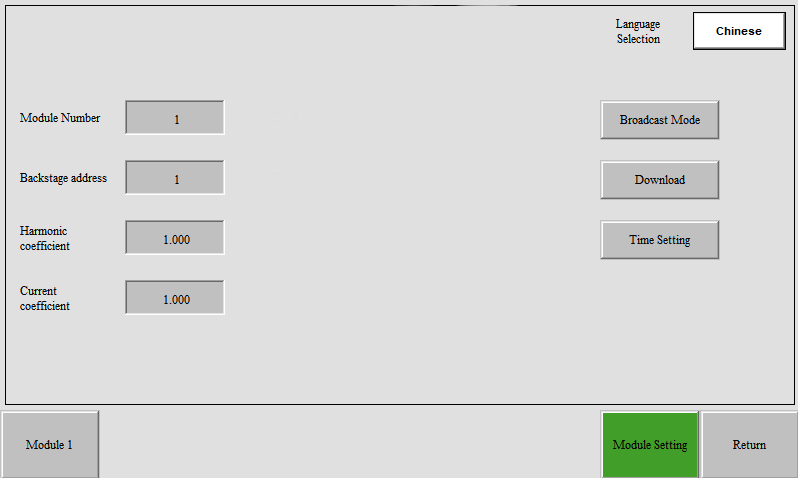 Language
Selection
Chinese
Module Number
1
Broadcast Mode
Backstage address
1
Download
Harmonic
coefficient
1.000
Time Setting
Current
coefficient
1.000
Module 1
Module Setting
Return